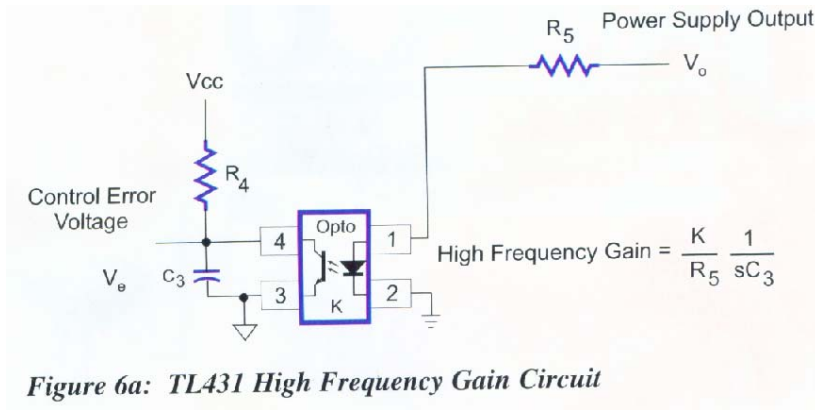 Power Supply Output
R5
Vo
Vcc
R4
Control Error
Voltage
Opto
4
1
High Frequency Gain = K/R5 1/sC3
Ve
C3
3
2
K
Figure 6a: TL431 High Frequency Gain Circuit